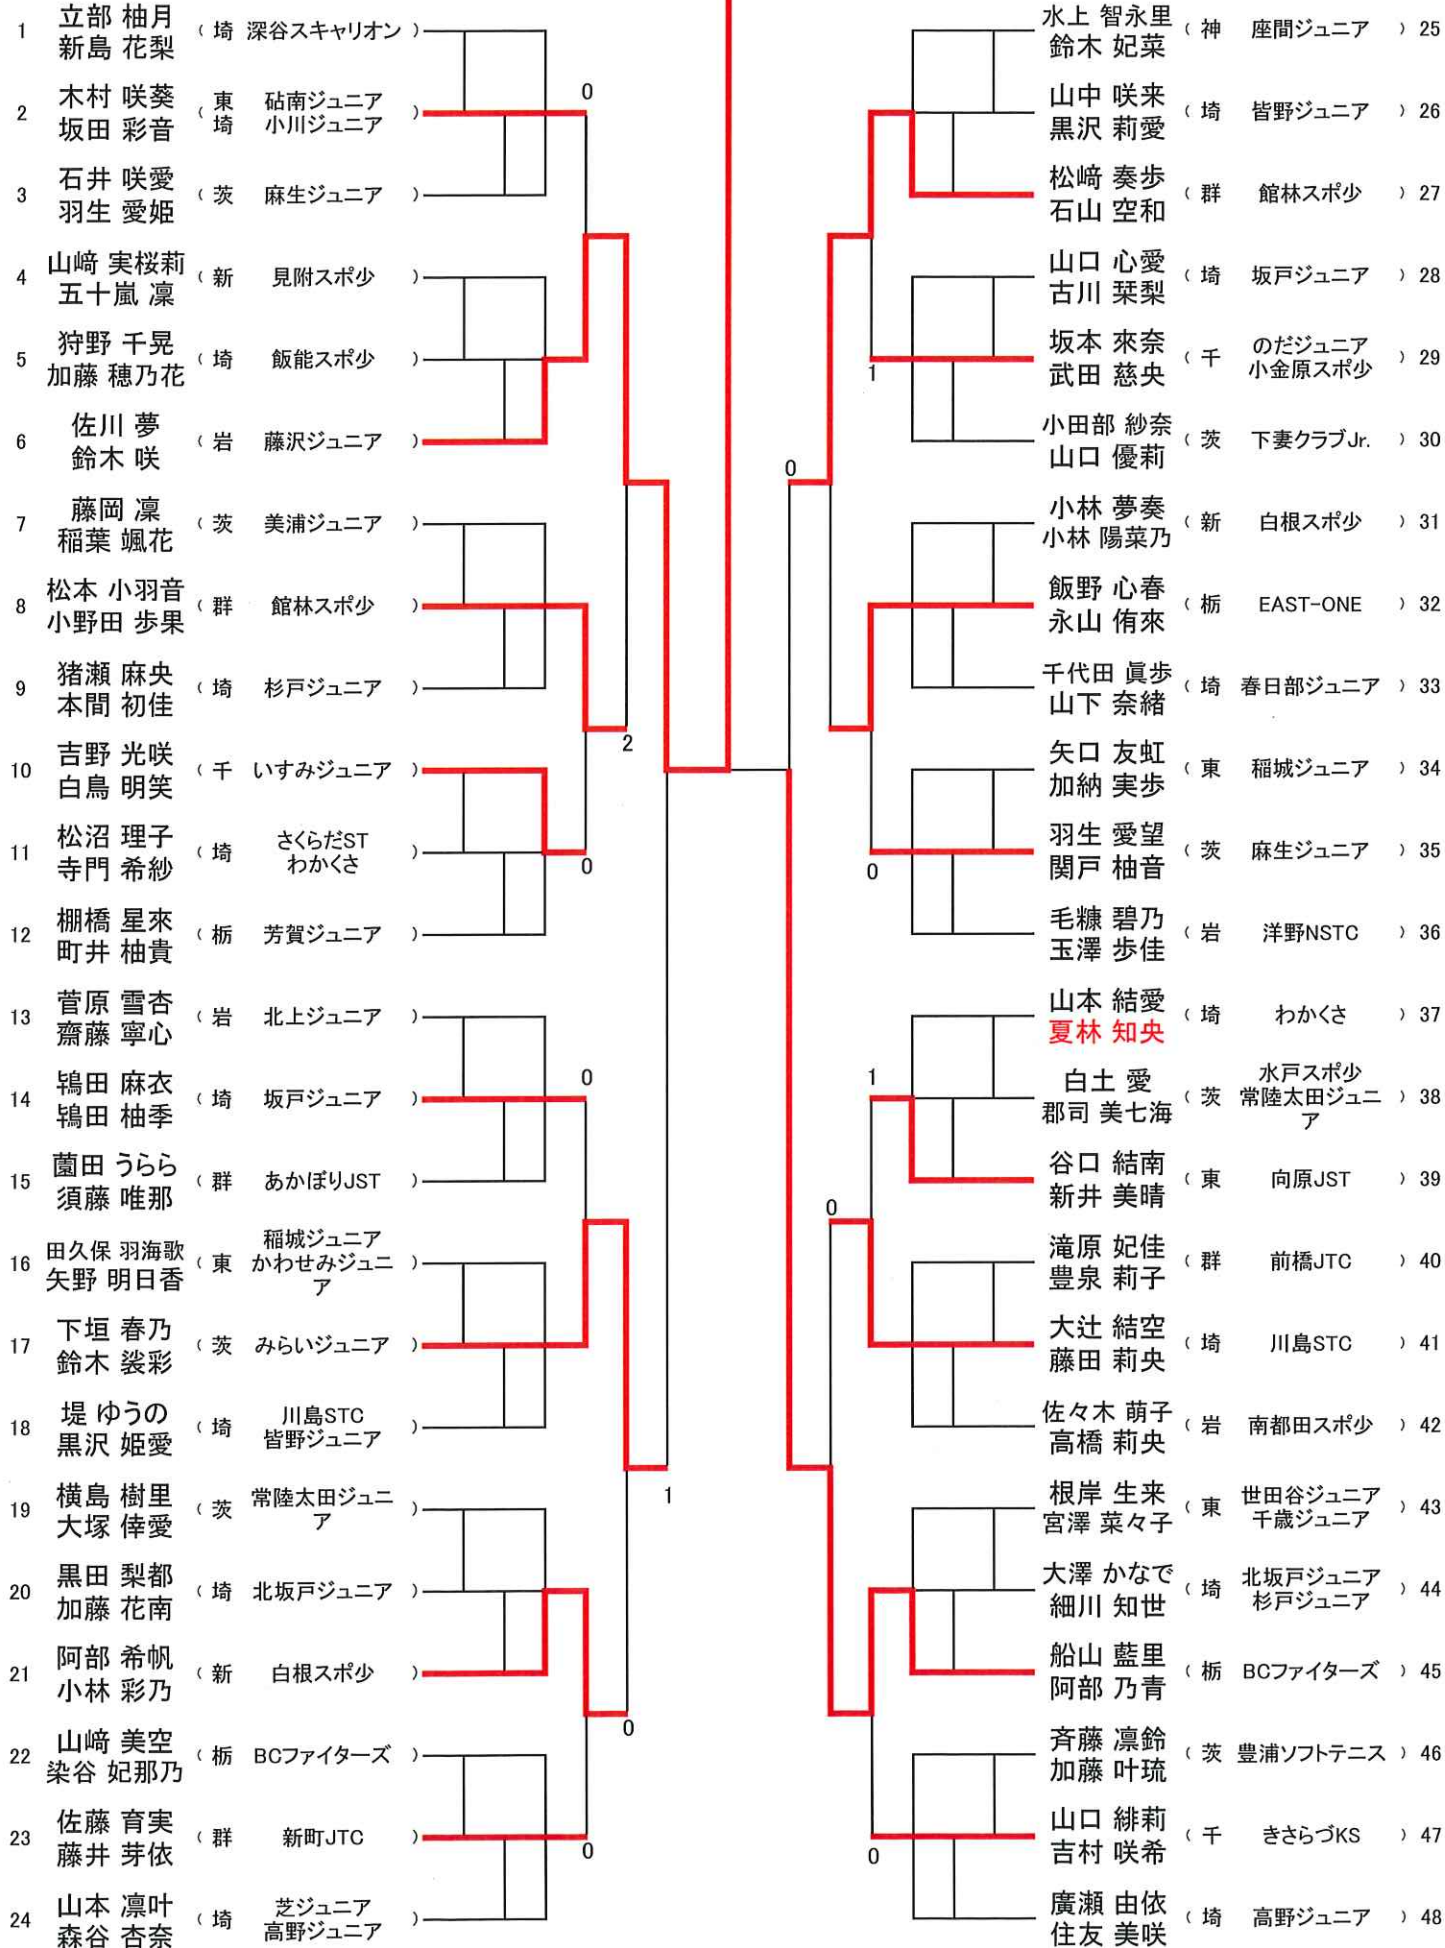 1 立部 柚月 新島 花梨 （ 埼 深谷スキャリオン ）
2 木村 咲葵 坂田 彩音 （ 東 埼 砧南ジュニア 小川ジュニア ）
0
3 石井 咲愛 羽生 愛姫 （ 茨 麻生ジュニア ）
4 山﨑 実桜莉 五十嵐 凜 （ 新 見附スポ少 ）
5 狩野 千晃 加藤 穂乃花 （ 埼 飯能スポ少 ）
6 佐川 夢 鈴木 咲 （ 岩 藤沢ジュニア ）
7 藤岡 凜 稲葉 颯花 （ 茨 美浦ジュニア ）
8 松本 小羽音 小野田 歩果 （ 群 館林スポ少 ）
9 猪瀬 麻央 本間 初佳 （ 埼 杉戸ジュニア ）
2
10 吉野 光咲 白鳥 明笑 （ 千 いすみジュニア ）
11 松沼 理子 寺門 希紗 （ 埼 さくらだST わかくさ ）
0
12 棚橋 星來 町井 柚貴 （ 栃 芳賀ジュニア ）
13 菅原 雪杏 齋藤 寧心 （ 岩 北上ジュニア ）
0
14 鴇田 麻衣 鴇田 柚季 （ 埼 坂戸ジュニア ）
15 薗田 うらら 須藤 唯那 （ 群 あかぼりJST ）
16 田久保 羽海歌 矢野 明日香 （ 東 稲城ジュニア かわせみジュニア ）
17 下垣 春乃 鈴木 裟彩 （ 茨 みらいジュニア ）
18 堤 ゆうの 黒沢 姫愛 （ 埼 川島STC 皆野ジュニア ）
1
19 横島 樹里 大塚 倖愛 （ 茨 常陸太田ジュニア ）
20 黒田 梨都 加藤 花南 （ 埼 北坂戸ジュニア ）
21 阿部 希帆 小林 彩乃 （ 新 白根スポ少 ）
0
22 山﨑 美空 染谷 妃那乃 （ 栃 BCファイターズ ）
23 佐藤 育実 藤井 芽依 （ 群 新町JTC ）
0
24 山本 凛叶 森谷 杏奈 （ 埼 芝ジュニア 高野ジュニア ）
水上 智永里 鈴木 妃菜 （ 神 座間ジュニア ） 25
山中 咲来 黒沢 莉愛 （ 埼 皆野ジュニア ） 26
松﨑 奏歩 石山 空和 （ 群 館林スポ少 ） 27
山口 心愛 古川 栞梨 （ 埼 坂戸ジュニア ） 28
坂本 來奈 武田 慈央 （ 千 のだジュニア 小金原スポ少 ） 29
1
小田部 紗奈 山口 優莉 （ 茨 下妻クラブJr. ） 30
0
小林 夢奏 小林 陽菜乃 （ 新 白根スポ少 ） 31
飯野 心春 永山 侑來 （ 栃 EAST-ONE ） 32
千代田 眞歩 山下 奈緒 （ 埼 春日部ジュニア ） 33
矢口 友虹 加納 実歩 （ 東 稲城ジュニア ） 34
羽生 愛望 関戸 柚音 （ 茨 麻生ジュニア ） 35
0
毛糠 碧乃 玉澤 歩佳 （ 岩 洋野NSTC ） 36
山本 結愛 夏林 知央 （ 埼 わかくさ ） 37
1
白土 愛 郡司 美七海 （ 茨 水戸スポ少 常陸太田ジュニア ） 38
谷口 結南 新井 美晴 （ 東 向原JST ） 39
0
滝原 妃佳 豊泉 莉子 （ 群 前橋JTC ） 40
大辻 結空 藤田 莉央 （ 埼 川島STC ） 41
佐々木 萌子 高橋 莉央 （ 岩 南都田スポ少 ） 42
根岸 生来 宮澤 菜々子 （ 東 世田谷ジュニア 千歳ジュニア ） 43
大澤 かなで 細川 知世 （ 埼 北坂戸ジュニア 杉戸ジュニア ） 44
船山 藍里 阿部 乃青 （ 栃 BCファイターズ ） 45
斉藤 凛鈴 加藤 叶琉 （ 茨 豊浦ソフトテニス ） 46
山口 緋莉 吉村 咲希 （ 千 きさらづKS ） 47
0
廣瀬 由依 住友 美咲 （ 埼 高野ジュニア ） 48